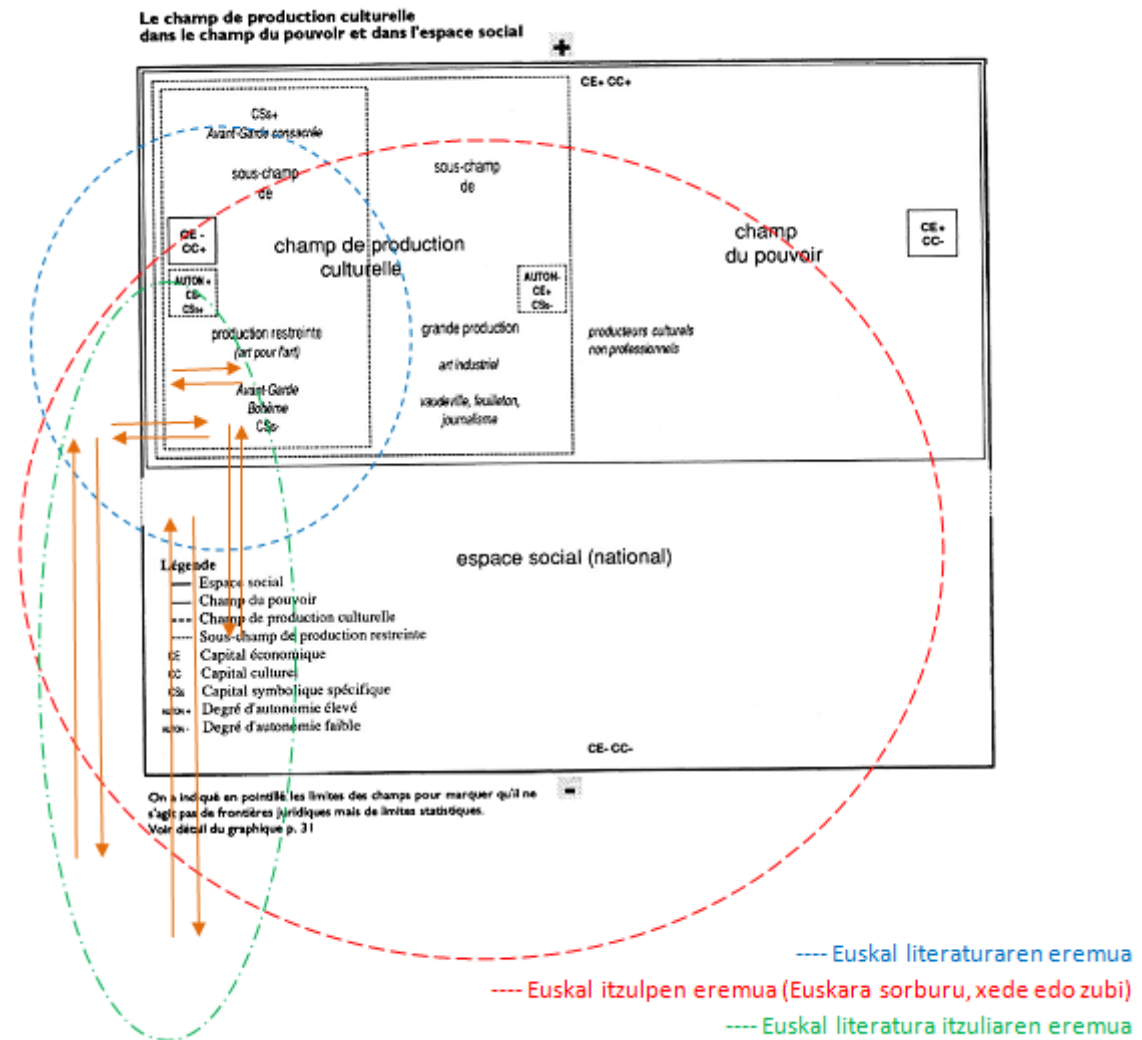 Le champ de production culturelle
dans le champ du pouvoir et dans l'espace social
+
CE+ CC+
CSs+
Avant-Garde consacrée
sous-champ
de
sous-champ
de
CE -
CC+
champ de production
culturelle
champ
du pouvoir
CE+
CC-
AUTON +
CE-
CSs+
AUTON-
CE+
CSs-
production restreinte
(art pour l'art)
grande production
producteurs culturels
non professionnels
art industriel
Avant-Garde
Bohème
CSs-
vaudeville, feuilleton,
journalisme
espace social (national)
Légende
Espace social
Champ du pouvoir
Champ de production culturelle
Sous-champ de production restreinte
CE Capital économique
CC Capital culturel
CSs Capital symbolique spécifique
AUTON + Degré d'autonomie élevé
AUTON - Degré d'autonomie faible
CE- CC-
-
On a indiqué en pointillé les limites des champs pour marquer qu'il ne
s'agit pas de frontières juridiques mais de limites statistiques.
Voir détail du graphique p. 31
---- Euskal literaturaren eremua
---- Euskal itzulpen eremua (Euskara sorburu, xede edo zubi)
---- Euskal literatura itzuliaren eremua